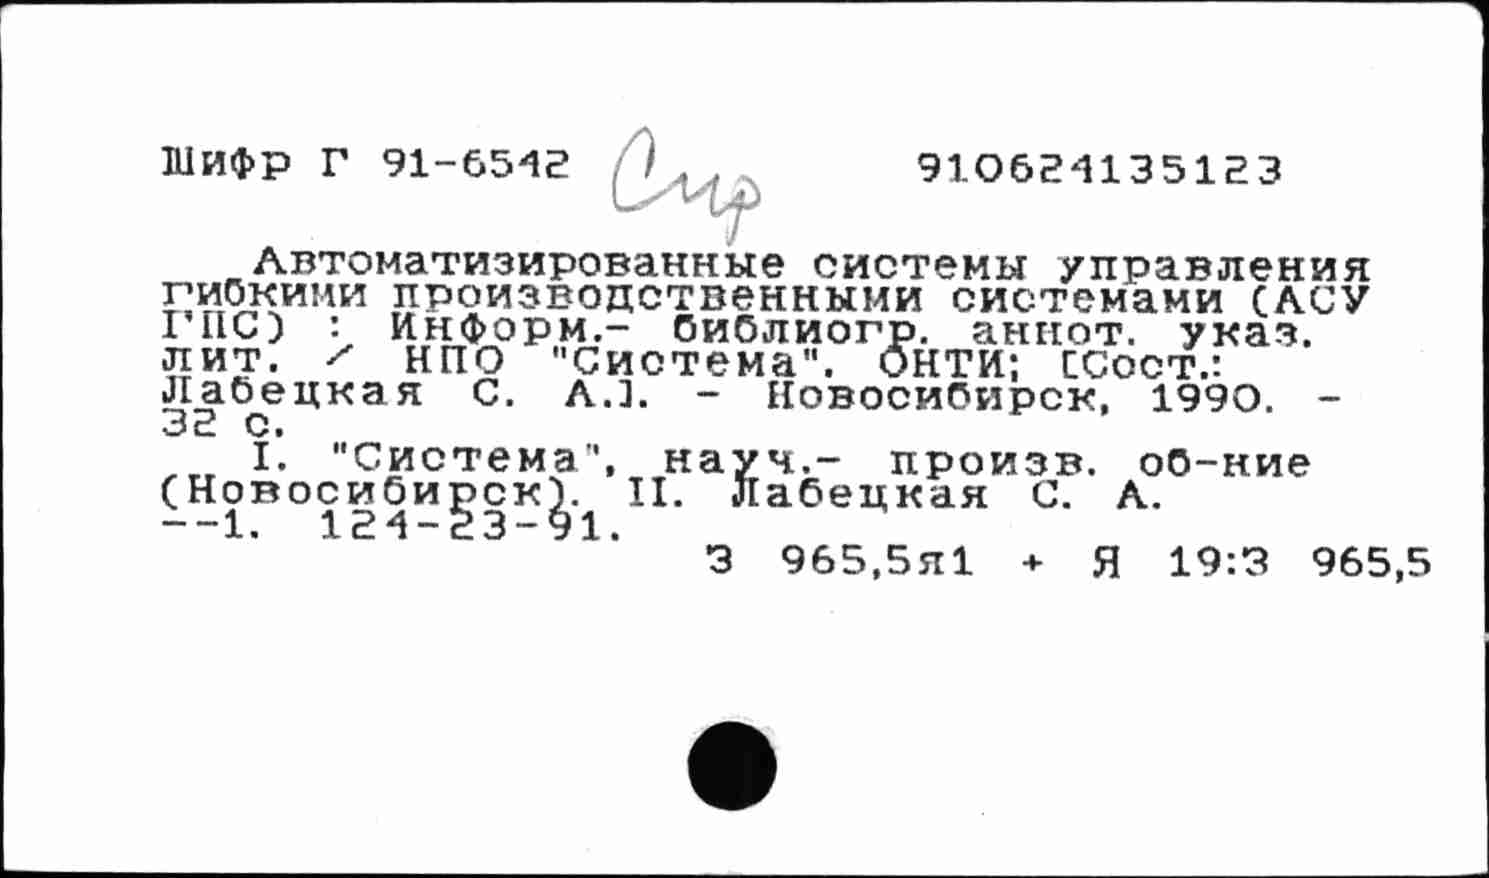 Шифр Г 91-6542 Спр 910624135123
Автоматизированные системы управления
гибкими производственными системами (АСУ
ГПС) : Информ.- библиогр. аннот. указ.
лит. / НПО "Система". ОНТИ; [Сост.:
Лабецкая С. А.]. - Новосибирск, 1990. -
32 с.
I. "Система", науч.- произв. об-ние
(Новосибирск). II. Лабецкая С. А.
--1. 124-23-91.
З 965,5я1 + Я 19:З 965,5